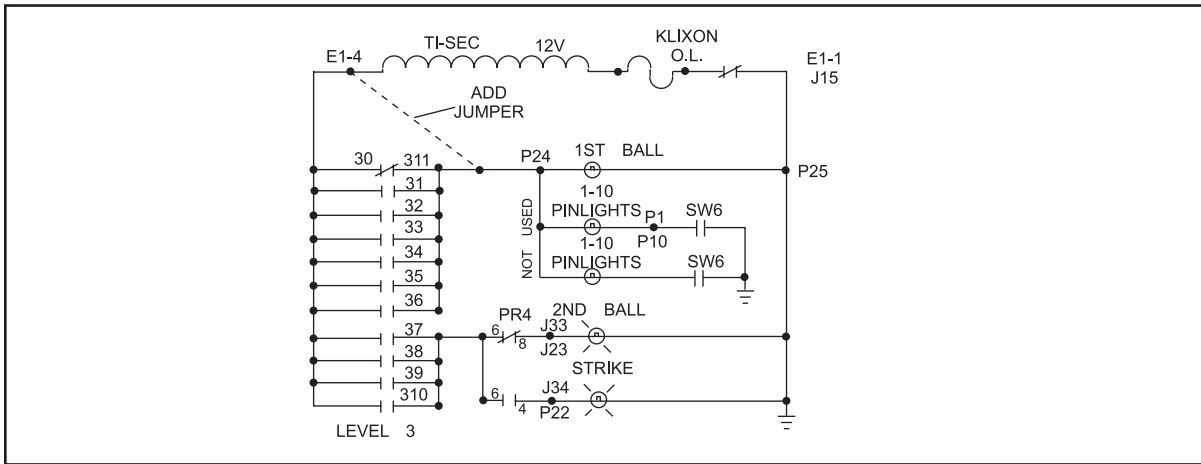 KLIXON
O.L.
E1-4
TI-SEC
12V
E1-1
J15
ADD
JUMPER
30
311
P24
1ST BALL
P25
31
1-10
32
USED
PINLIGHTS
P1
SW6
33
P10
1-10
34
NOT
PINLIGHTS
SW6
35
36
PR4
2ND BALL
37
6
8
J33
J23
38
STRIKE
39
310
6
4
J34
P22
LEVEL 3